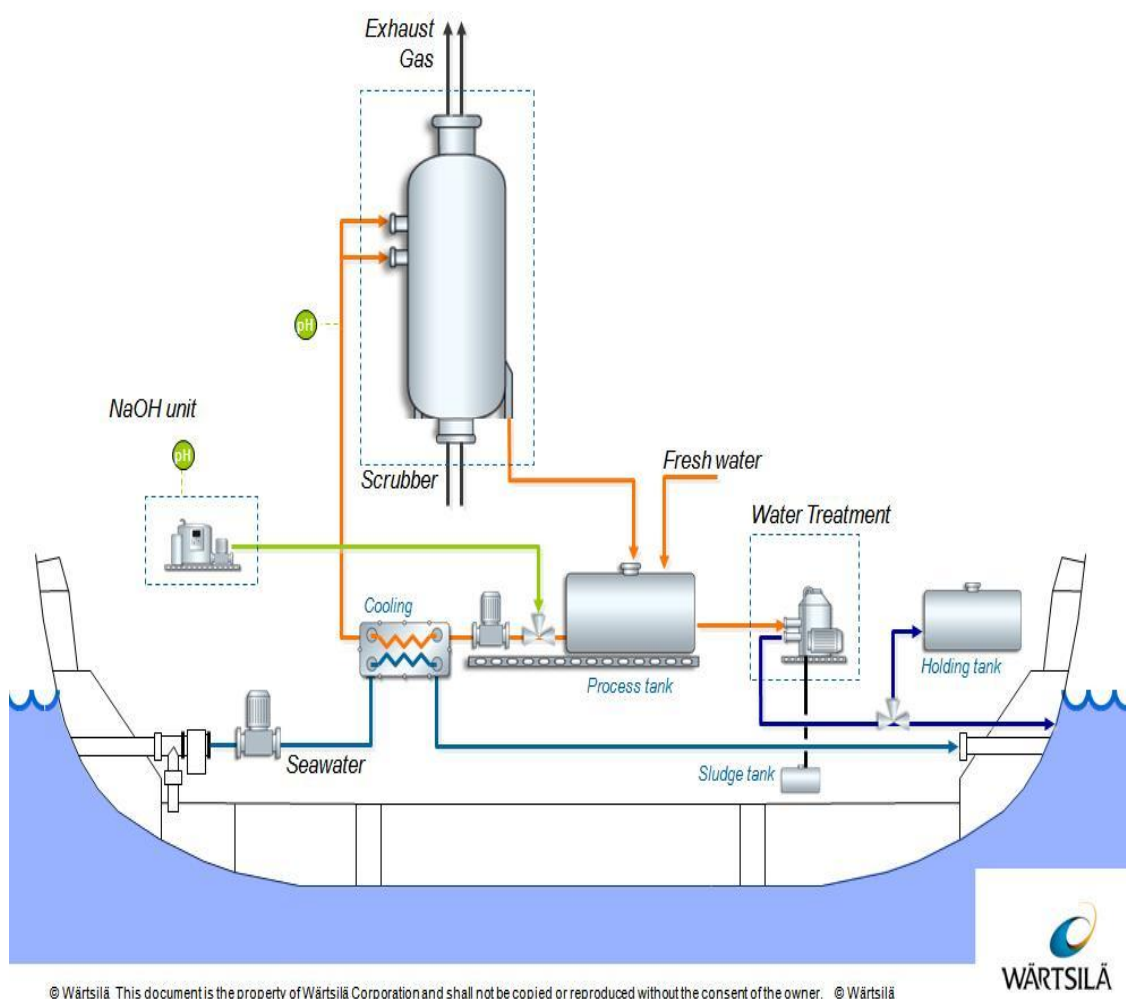 Exhaust
Gas
pH
NaOH unit
pH
Scrubber
Fresh water
Water Treatment
Cooling
Process tank
Holding tank
Seawater
Sludge tank
WÄRTSILÄ
© Wärtsilä This document is the property of Wärtsilä Corporation and shall not be copied or reproduced without the consent of the owner. © Wärtsilä